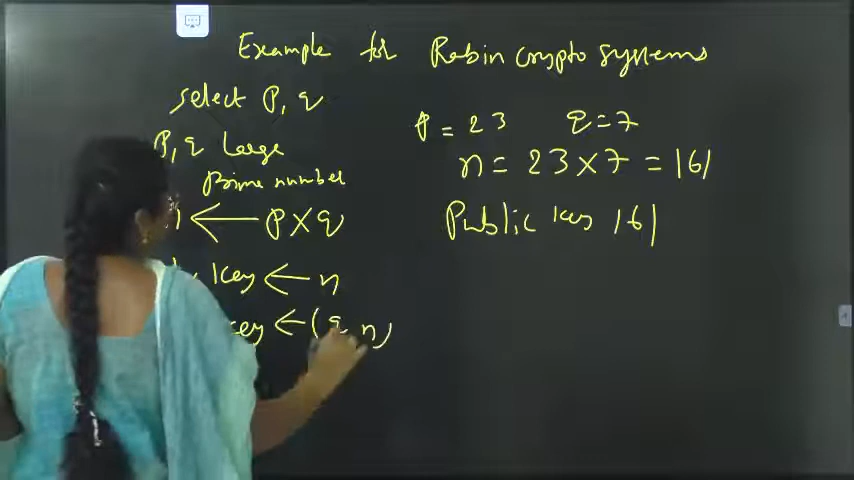 Example for Rabin crypto systems
select P, q
P, q Large
Prime number
n ← P × q
key ← n
key ← (q, n)
P = 23 q = 7
n = 23 × 7 = 161
Public key 161